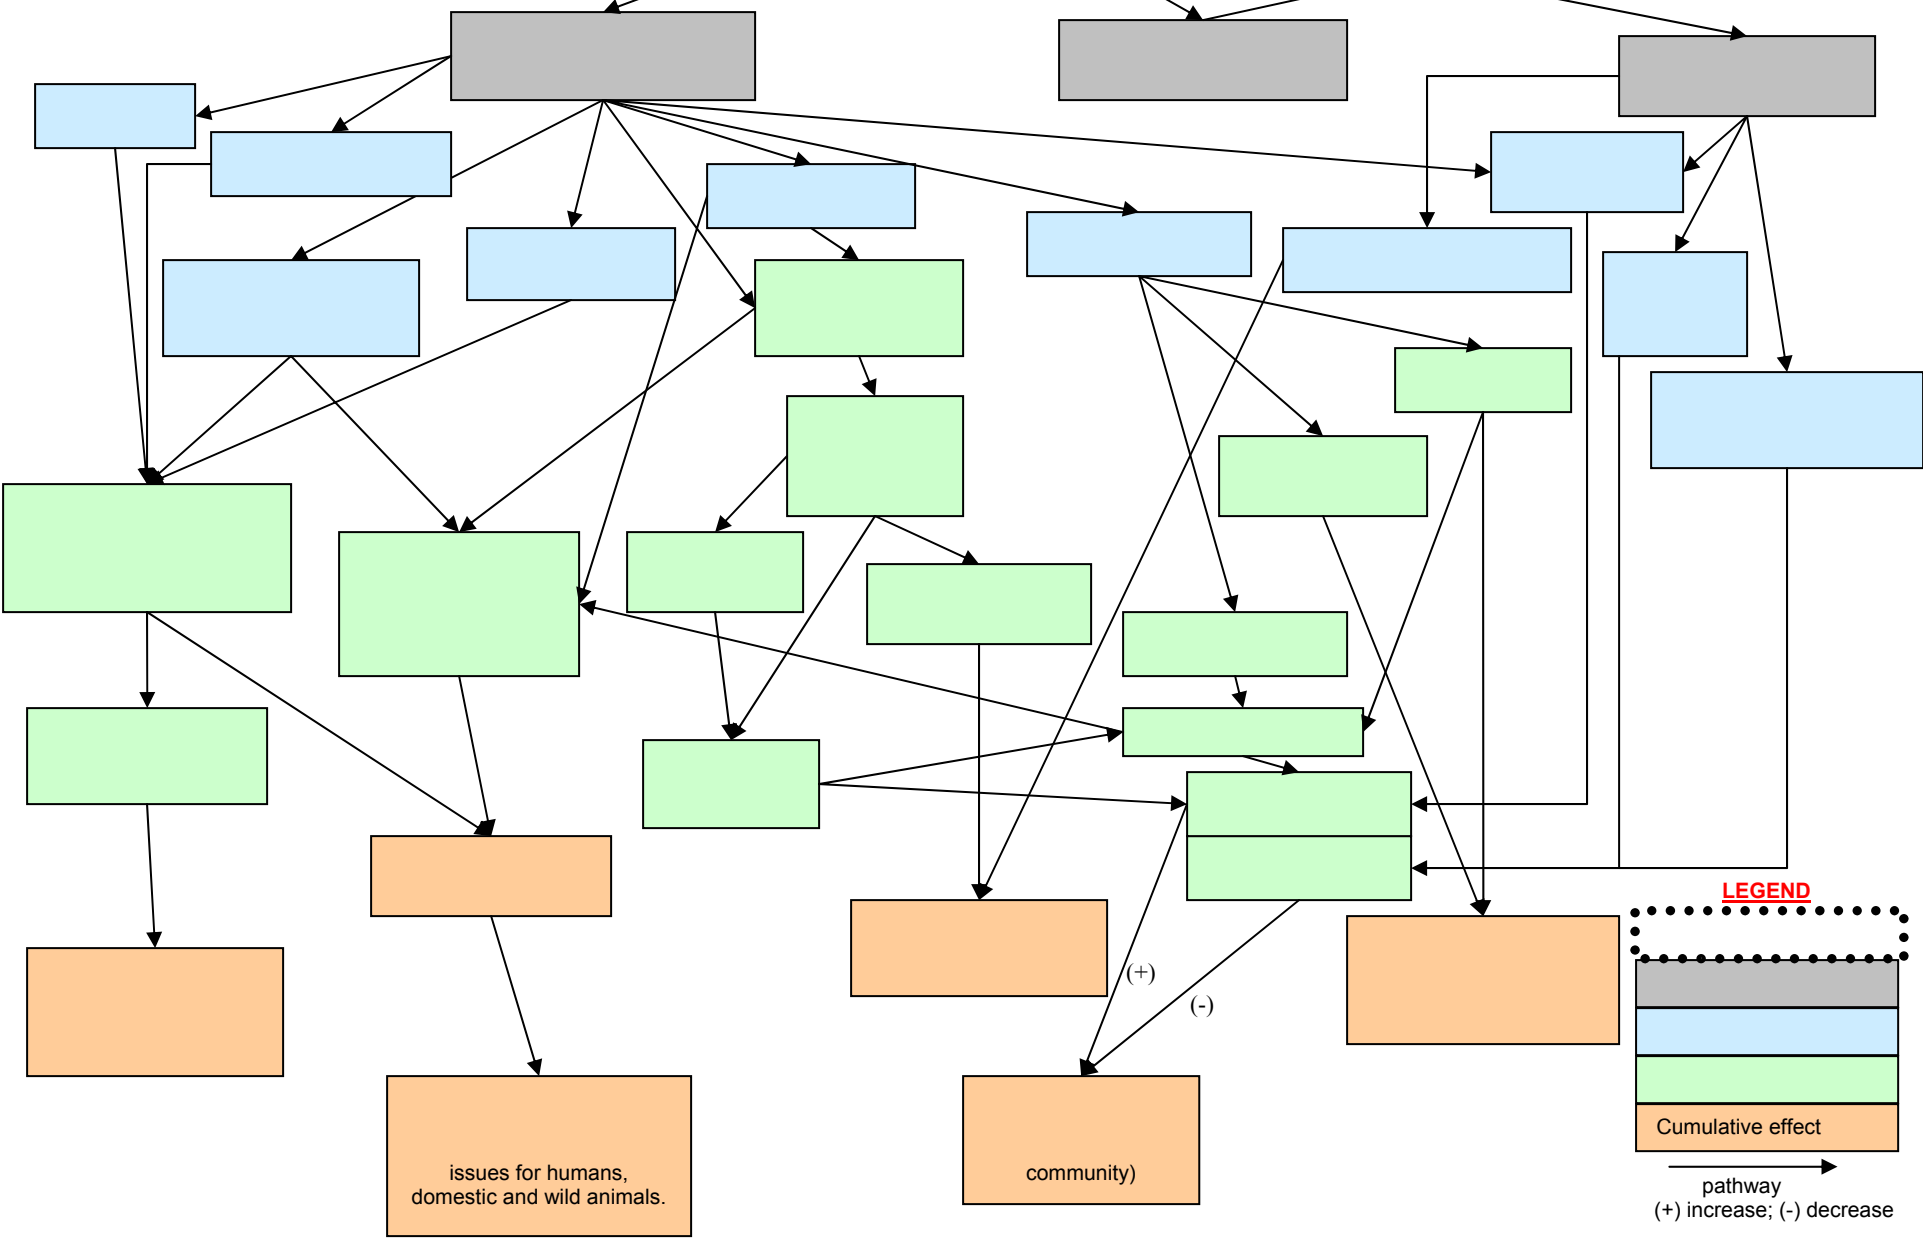 LEGEND
(+)
(-)
Cumulative effect
issues for humans,
domestic and wild animals.
community)
pathway
(+) increase; (-) decrease